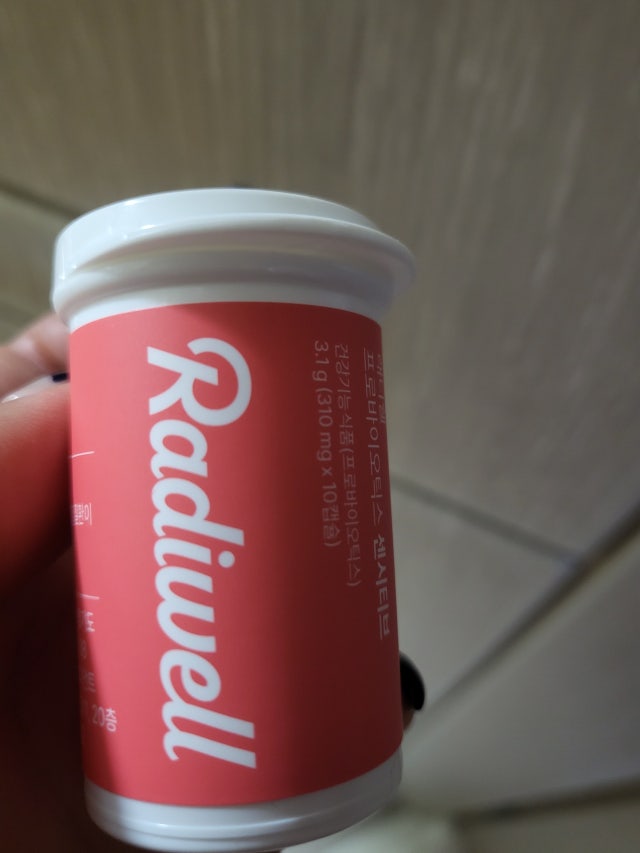 Radiwell
프로바이오틱스 센시티브
건강기능식품(프로바이오틱스)
3.1 g (310 mg x 10캡슐)
20층